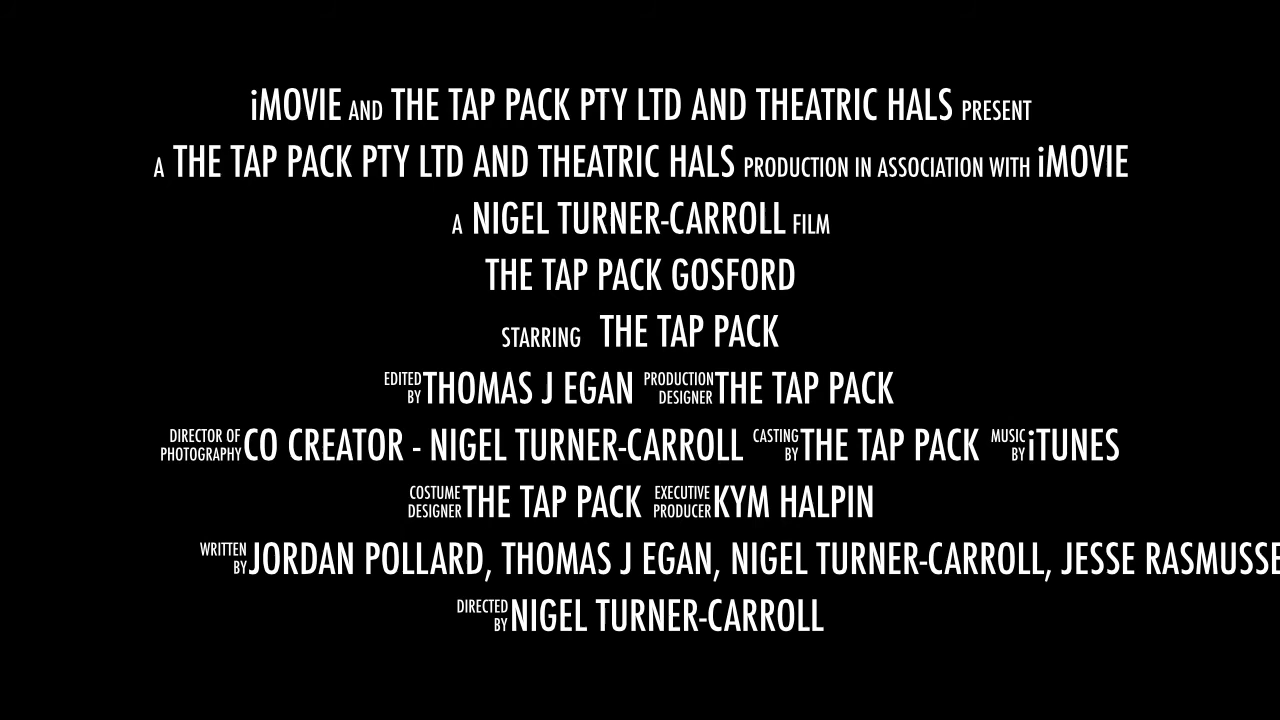 iMOVIE AND THE TAP PACK PTY LTD AND THEATRIC HALS PRESENT
A THE TAP PACK PTY LTD AND THEATRIC HALS PRODUCTION IN ASSOCIATION WITH iMOVIE
A NIGEL TURNER-CARROLL FILM
THE TAP PACK GOSFORD
STARRING THE TAP PACK
EDITED BY THOMAS J EGAN PRODUCTION DESIGNER THE TAP PACK
DIRECTOR OF PHOTOGRAPHY CO CREATOR - NIGEL TURNER-CARROLL CASTING BY THE TAP PACK MUSIC BY iTUNES
COSTUME DESIGNER THE TAP PACK EXECUTIVE PRODUCER KYM HALPIN
WRITTEN BY JORDAN POLLARD, THOMAS J EGAN, NIGEL TURNER-CARROLL, JESSE RASMUSSE
DIRECTED BY NIGEL TURNER-CARROLL